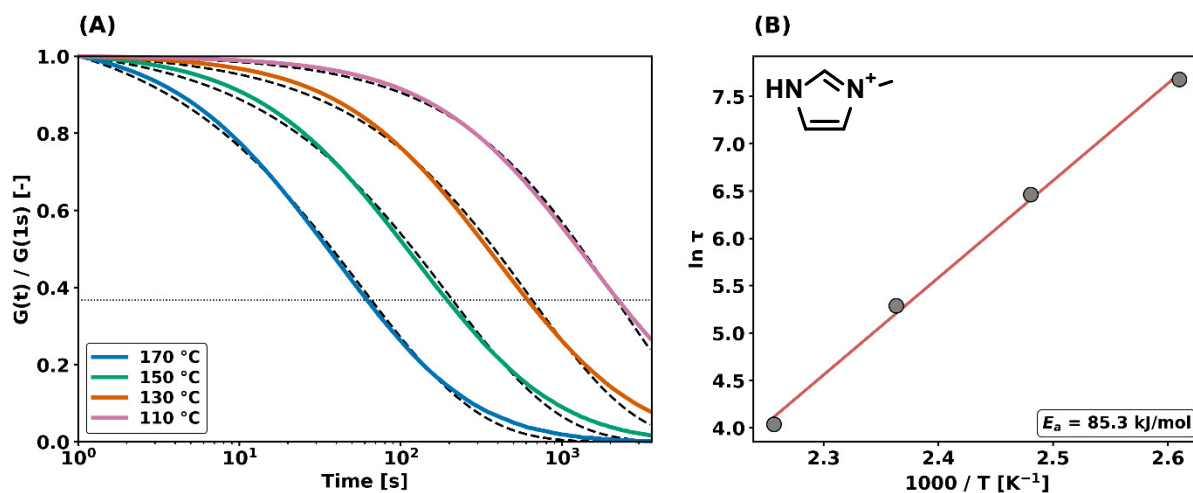 (A)
G(t) / G(1s) [-]
1.0
0.8
0.6
0.4
0.2
0.0
10⁰
10¹
10²
10³
Time [s]
170 °C
150 °C
130 °C
110 °C
(B)
ln τ
7.5
7.0
6.5
6.0
5.5
5.0
4.5
4.0
2.3
2.4
2.5
2.6
1000 / T [K⁻¹]
HN
N
+
Eₐ = 85.3 kJ/mol